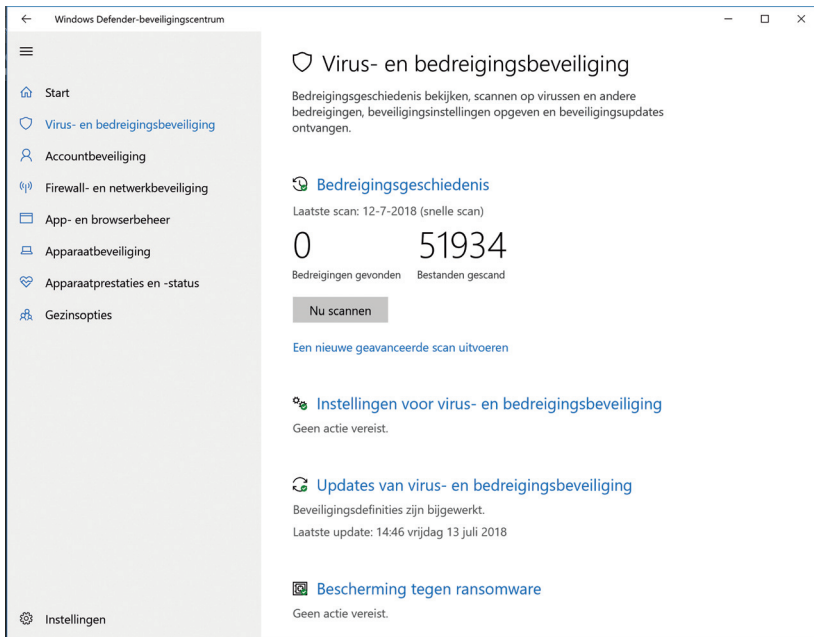 Windows Defender-beveiligingscentrum
Start
Virus- en bedreigingsbeveiliging
Accountbeveiliging
Firewall- en netwerkbeveiliging
App- en browserbeheer
Apparaatbeveiliging
Apparaatprestaties en -status
Gezinsopties
Instellingen
Virus- en bedreigingsbeveiliging
Bedreigingsgeschiedenis bekijken, scannen op virussen en andere
bedreigingen, beveiligingsinstellingen opgeven en beveiligingsupdates
ontvangen.
Bedreigingsgeschiedenis
Laatste scan: 12-7-2018 (snelle scan)
0 51934
Bedreigingen gevonden Bestanden gescand
Nu scannen
Een nieuwe geavanceerde scan uitvoeren
Instellingen voor virus- en bedreigingsbeveiliging
Geen actie vereist.
Updates van virus- en bedreigingsbeveiliging
Beveiligingsdefinities zijn bijgewerkt.
Laatste update: 14:46 vrijdag 13 juli 2018
Bescherming tegen ransomware
Geen actie vereist.